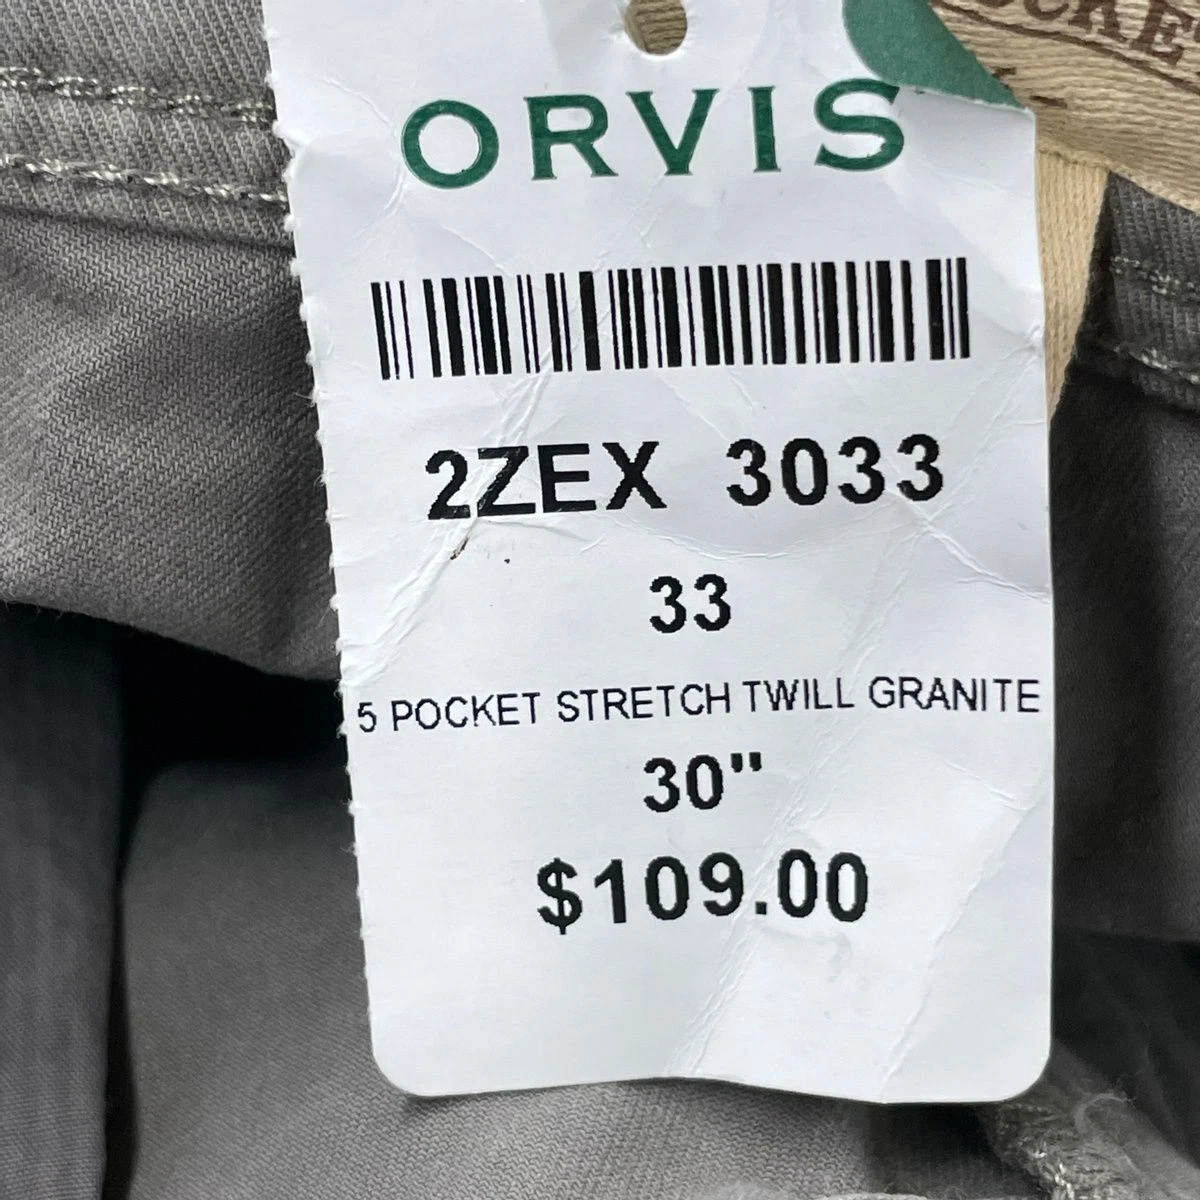 ORVIS
2ZEX 3033
33
5 POCKET STRETCH TWILL GRANITE
30"
$109.00